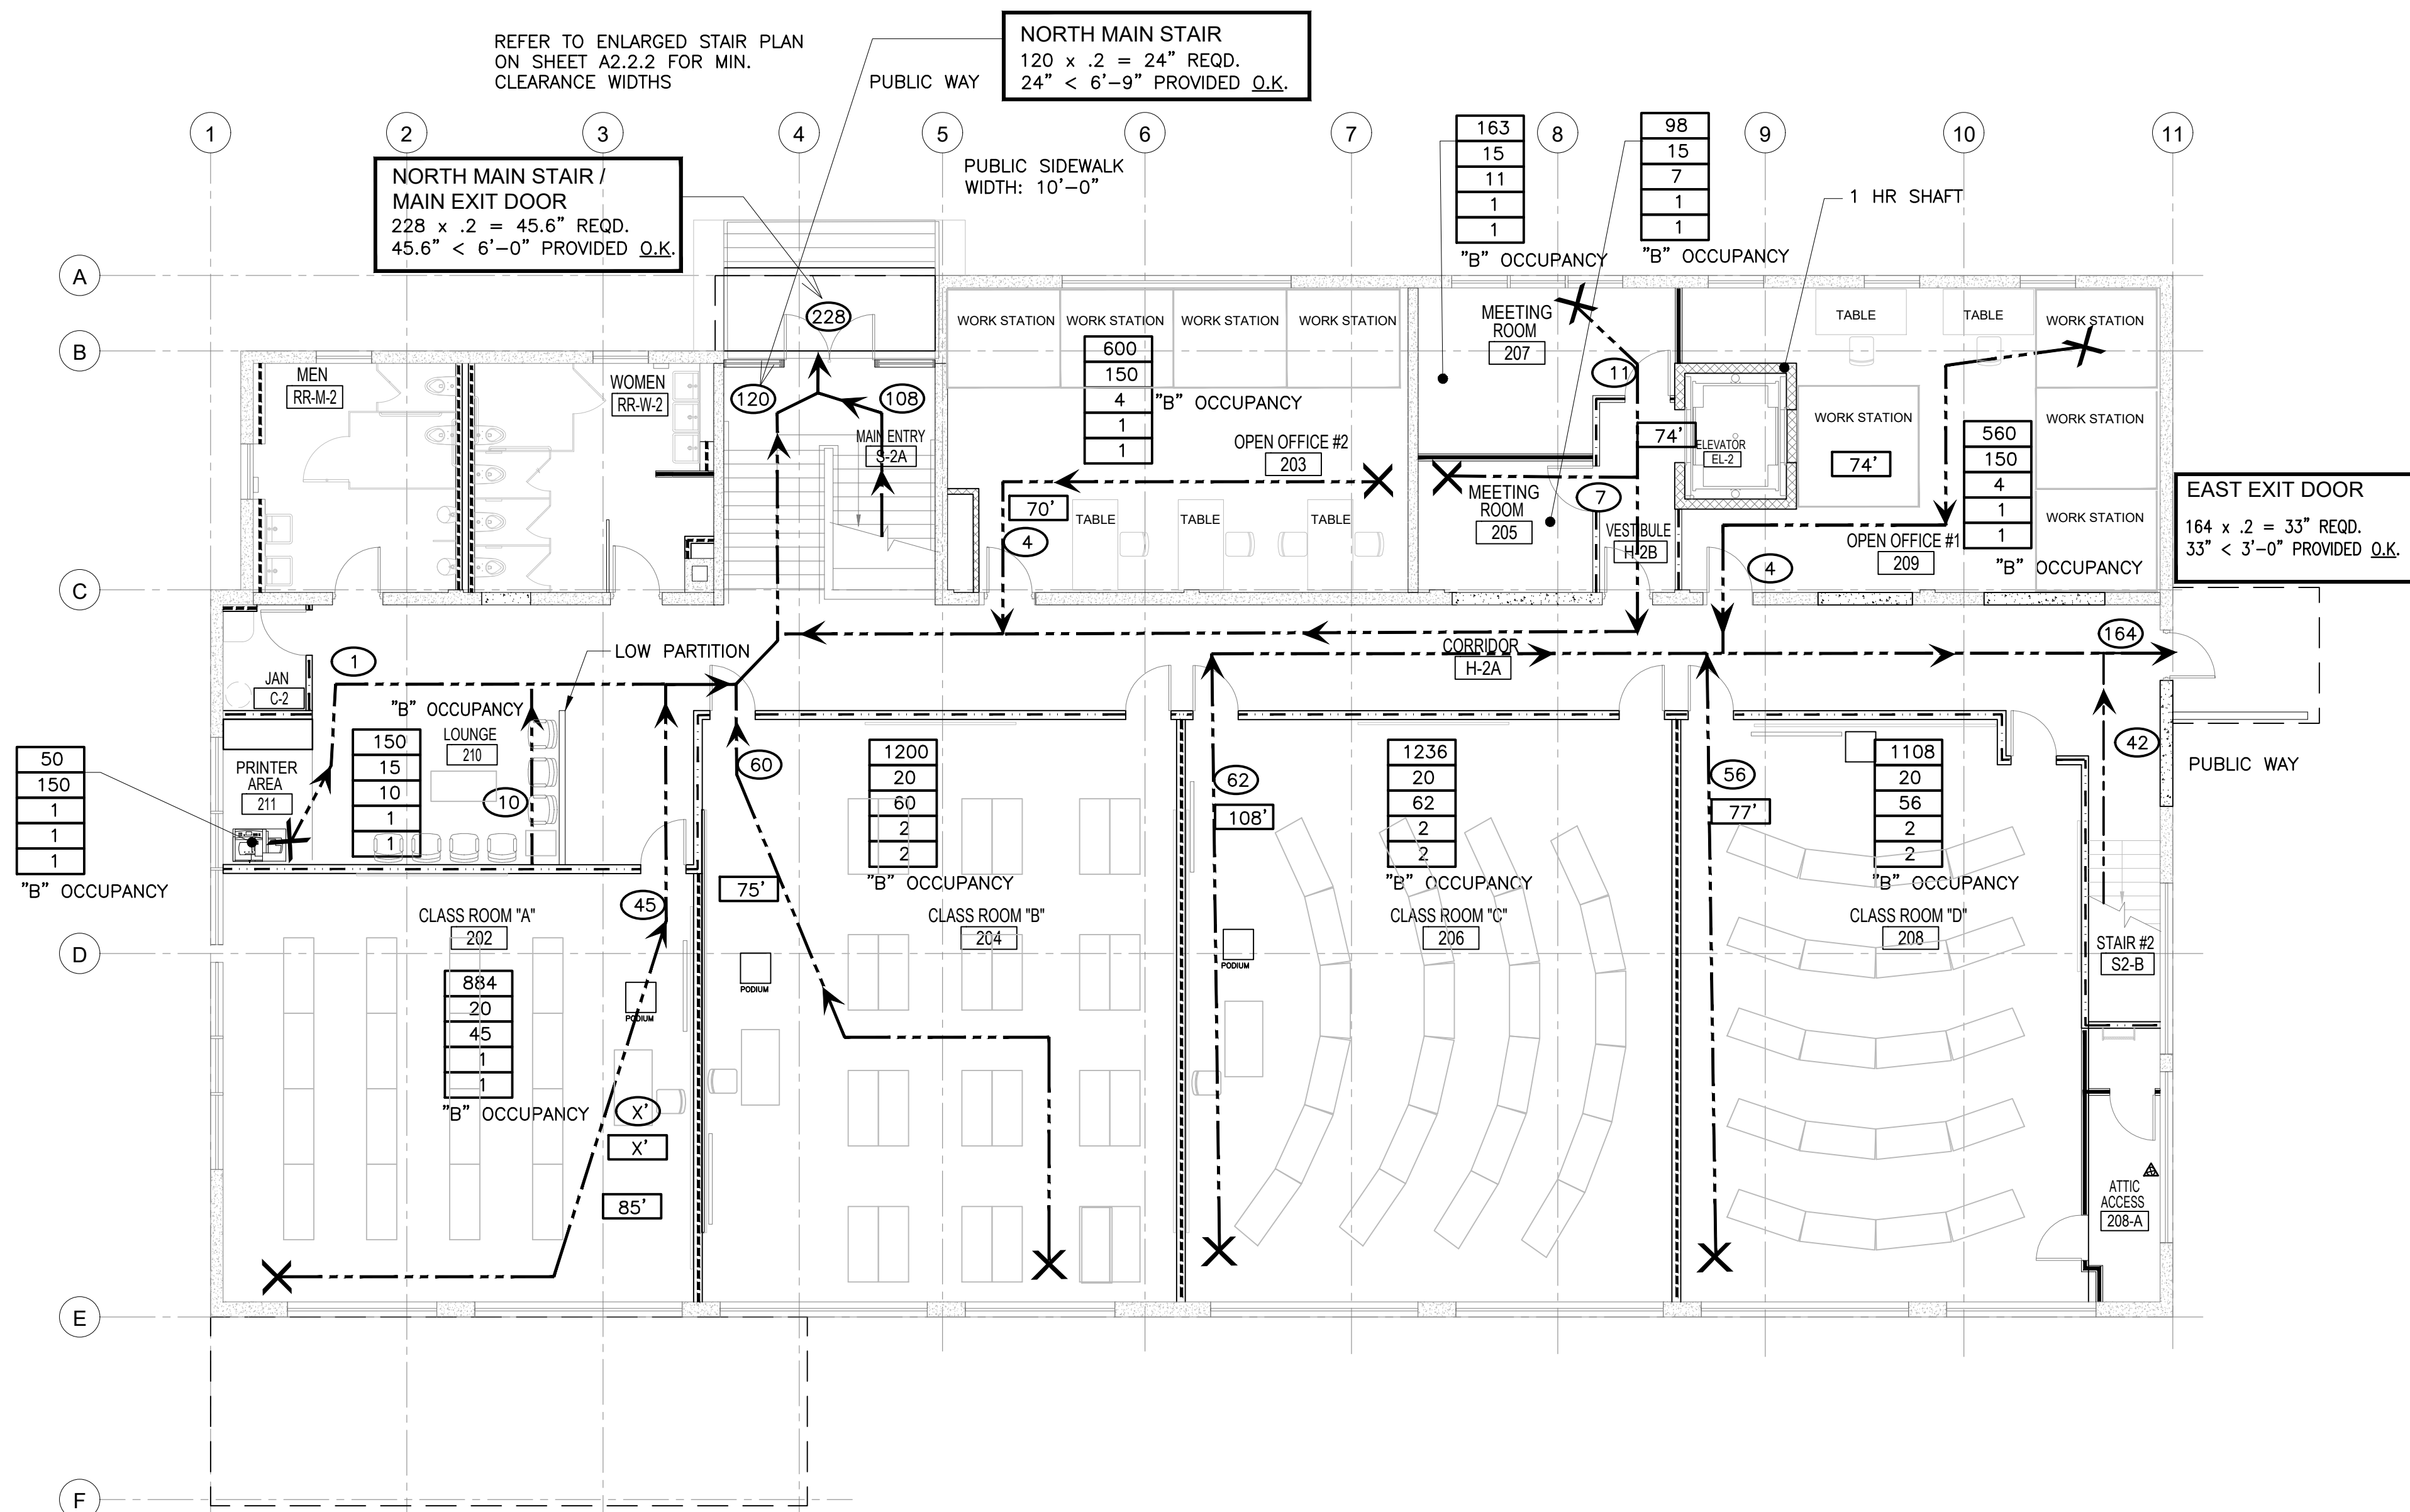 REFER TO ENLARGED STAIR PLAN
ON SHEET A2.2.2 FOR MIN.
CLEARANCE WIDTHS
PUBLIC WAY
NORTH MAIN STAIR
120 x .2 = 24" REQD.
24" < 6'-9" PROVIDED O.K.
1
2
3
4
5
6
7
8
9
10
11
NORTH MAIN STAIR /
MAIN EXIT DOOR
228 x .2 = 45.6" REQD.
45.6" < 6'-0" PROVIDED O.K.
PUBLIC SIDEWALK
WIDTH: 10'-0"
163
15
11
1
1
"B" OCCUPANCY
98
15
7
1
1
"B" OCCUPANCY
1 HR SHAFT
A
B
C
D
E
F
MEN
RR-M-2
WOMEN
RR-W-2
228
120
108
MAIN ENTRY
S-2A
WORK STATION
WORK STATION
WORK STATION
WORK STATION
600
150
4
1
1
"B" OCCUPANCY
OPEN OFFICE #2
203
70'
4
TABLE
TABLE
TABLE
MEETING
ROOM
207
11
74'
MEETING
ROOM
205
7
VESTIBULE
H-2B
ELEVATOR
EL-2
TABLE
TABLE
WORK STATION
WORK STATION
WORK STATION
WORK STATION
74'
560
150
4
1
1
"B" OCCUPANCY
OPEN OFFICE #1
209
4
EAST EXIT DOOR
164 x .2 = 33" REQD.
33" < 3'-0" PROVIDED O.K.
164
42
PUBLIC WAY
CORRIDOR
H-2A
LOW PARTITION
1
JAN
C-2
"B" OCCUPANCY
LOUNGE
210
150
15
10
1
1
10
PRINTER
AREA
211
50
150
1
1
1
"B" OCCUPANCY
45
CLASS ROOM "A"
202
884
20
45
1
1
"B" OCCUPANCY
PODIUM
X'
X'
85'
60
75'
1200
20
60
2
2
"B" OCCUPANCY
CLASS ROOM "B"
204
PODIUM
62
108'
1236
20
62
2
2
"B" OCCUPANCY
CLASS ROOM "C"
206
PODIUM
56
77'
1108
20
56
2
2
"B" OCCUPANCY
CLASS ROOM "D"
208
STAIR #2
S2-B
ATTIC
ACCESS
208-A